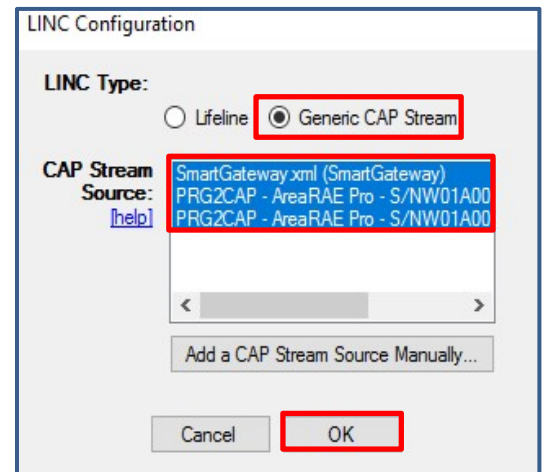 LINC Configuration
LINC Type:
Lifeline Generic CAP Stream
CAP Stream Source:
[help]
SmartGateway.xml (SmartGateway)
PRG2CAP - AreaRAE Pro - S/NW01A00
PRG2CAP - AreaRAE Pro - S/NW01A00
Add a CAP Stream Source Manually...
Cancel OK